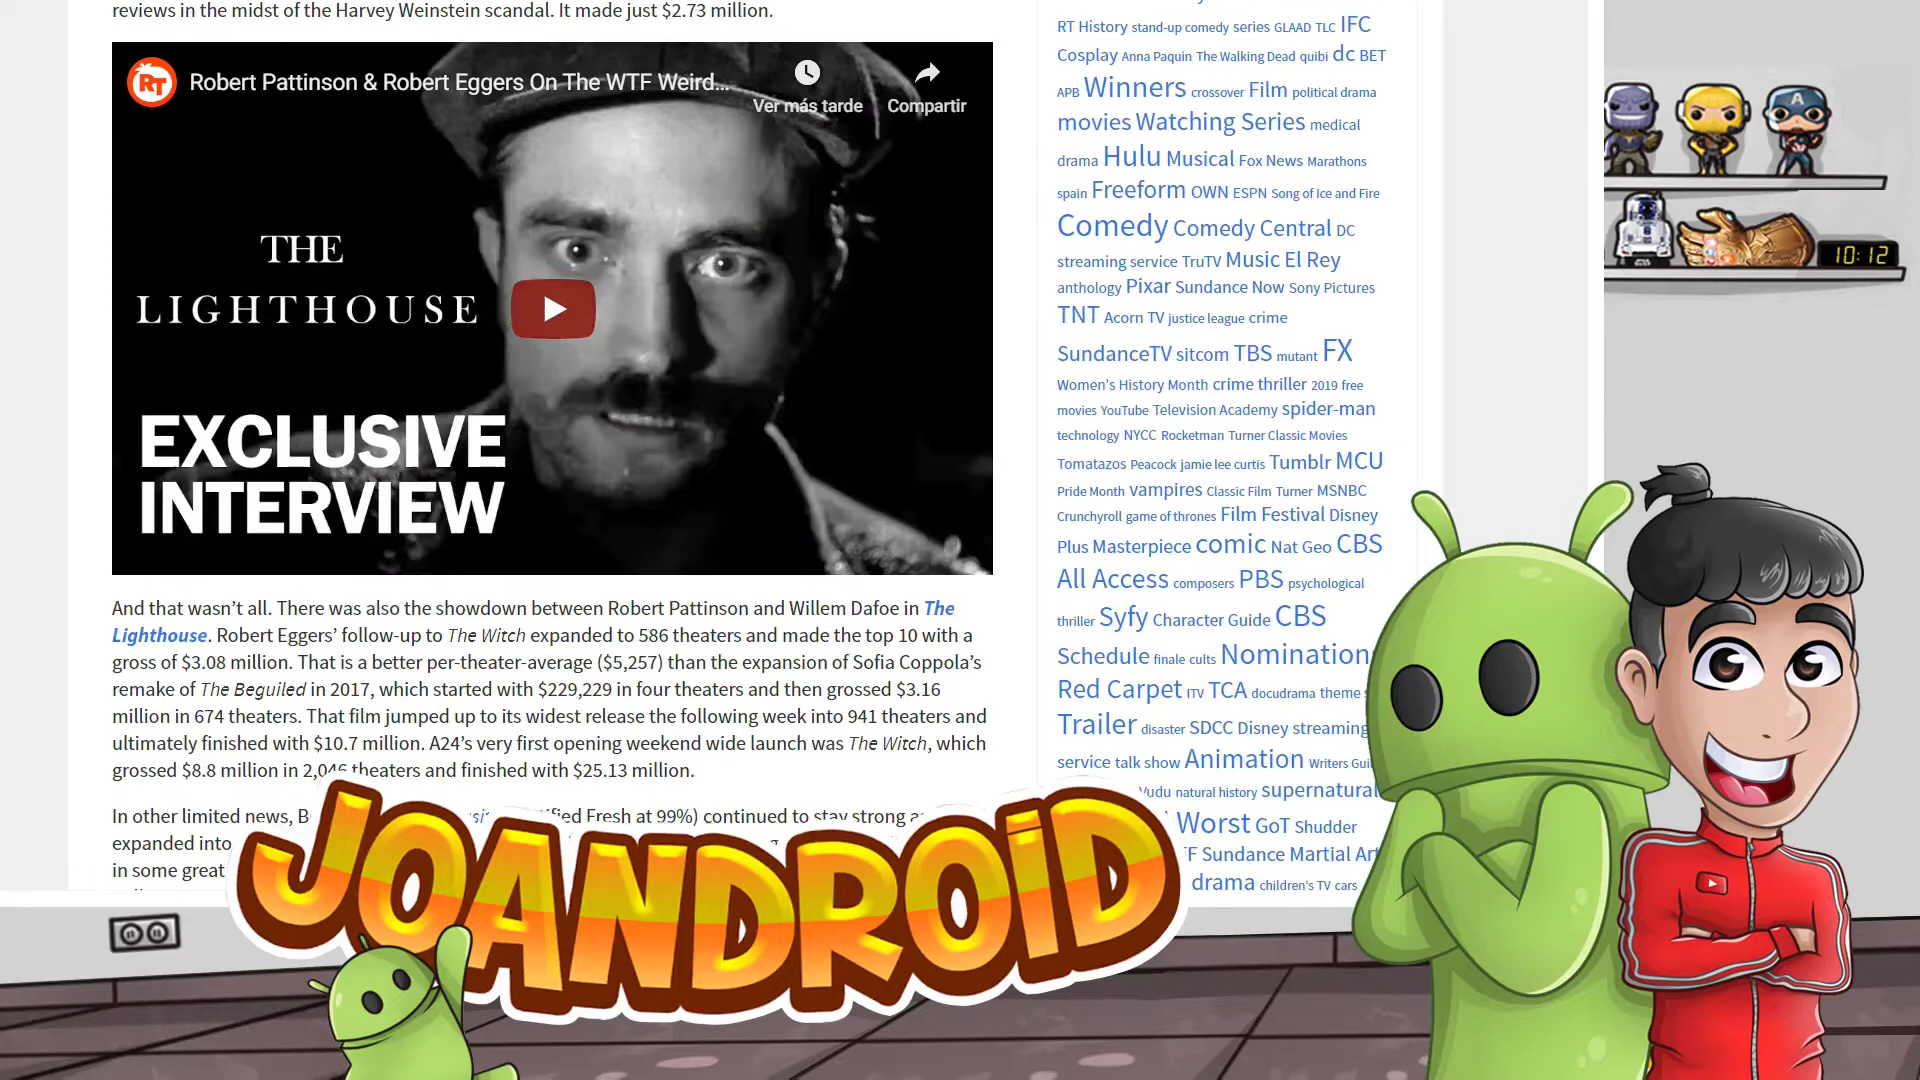 reviews in the midst of the Harvey Weinstein scandal. It made just $2.73 million.
RT
Robert Pattinson & Robert Eggers On The WTF Weird...
Ver más tarde
Compartir
THE
LIGHTHOUSE
EXCLUSIVE
INTERVIEW
And that wasn't all. There was also the showdown between Robert Pattinson and Willem Dafoe in The
Lighthouse. Robert Eggers' follow-up to The Witch expanded to 586 theaters and made the top 10 with a
gross of $3.08 million. That is a better per-theater-average ($5,257) than the expansion of Sofia Coppola's
remake of The Beguiled in 2017, which started with $229,229 in four theaters and then grossed $3.16
million in 674 theaters. That film jumped up to its widest release the following week into 941 theaters and
ultimately finished with $10.7 million. A24's very first opening weekend wide launch was The Witch, which
grossed $8.8 million in 2,046 theaters and finished with $25.13 million.
In other limited news, Fresh at 99%) continued to stay strong
expanded into
in some great
RT History stand-up comedy series GLAAD TLC IFC
Cosplay Anna Paquin The Walking Dead quibi dc BET
APB Winners crossover Film political drama
movies Watching Series medical
drama Hulu Musical Fox News Marathons
spain Freeform OWN ESPN Song of Ice and Fire
Comedy Comedy Central DC
streaming service TruTV Music El Rey
anthology Pixar Sundance Now Sony Pictures
TNT Acorn TV justice league crime
SundanceTV sitcom TBS mutant FX
Women's History Month crime thriller 2019 free
movies YouTube Television Academy spider-man
technology NYCC Rocketman Turner Classic Movies
Tomatazos Peacock jamie lee curtis Tumblr MCU
Pride Month vampires Classic Film Turner MSNBC
Crunchyroll game of thrones Film Festival Disney
Plus Masterpiece comic Nat Geo CBS
All Access composers PBS psychological
thriller Syfy Character Guide CBS
Schedule finale cults Nomination
Red Carpet ITV TCA docudrama theme
Trailer disaster SDCC Disney streaming
service talk show Animation Writers
Vudu natural history supernatural
Worst GoT Shudder
Sundance Martial
drama children's TV cars
A
10:12
JOANDROID